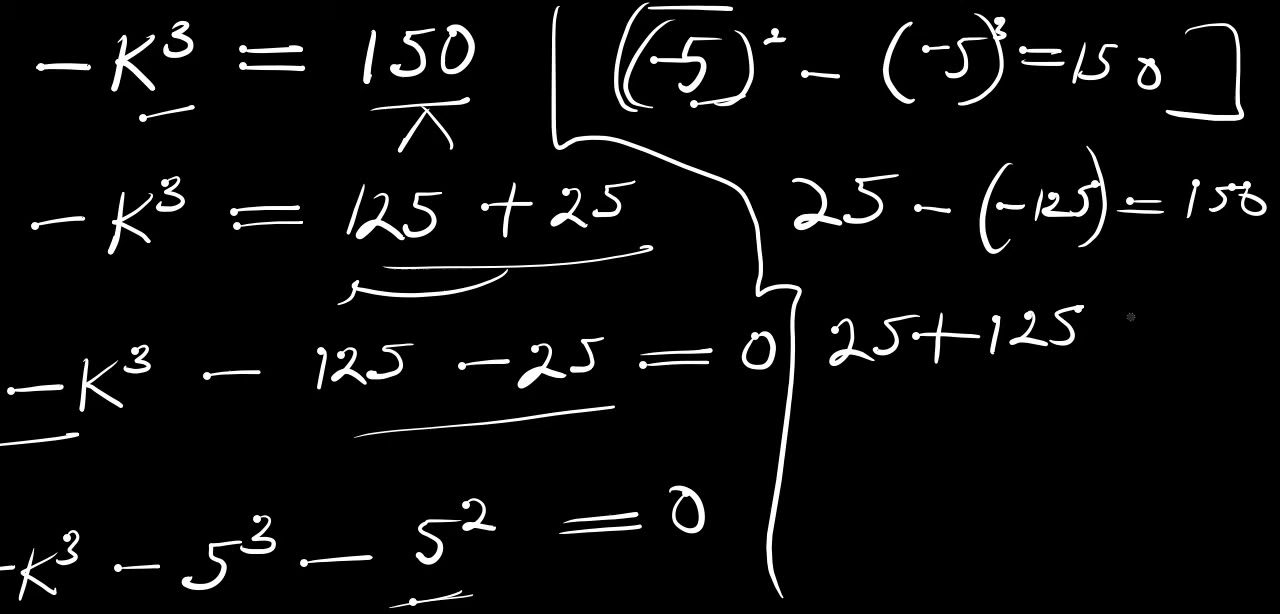 -K³ = 150
-K³ = 125 + 25
-K³ - 125 - 25 = 0
-K³ - 5³ - 5² = 0
[((-5)² - (-5)³ = 150]
25 - (-125) = 150
25 + 125